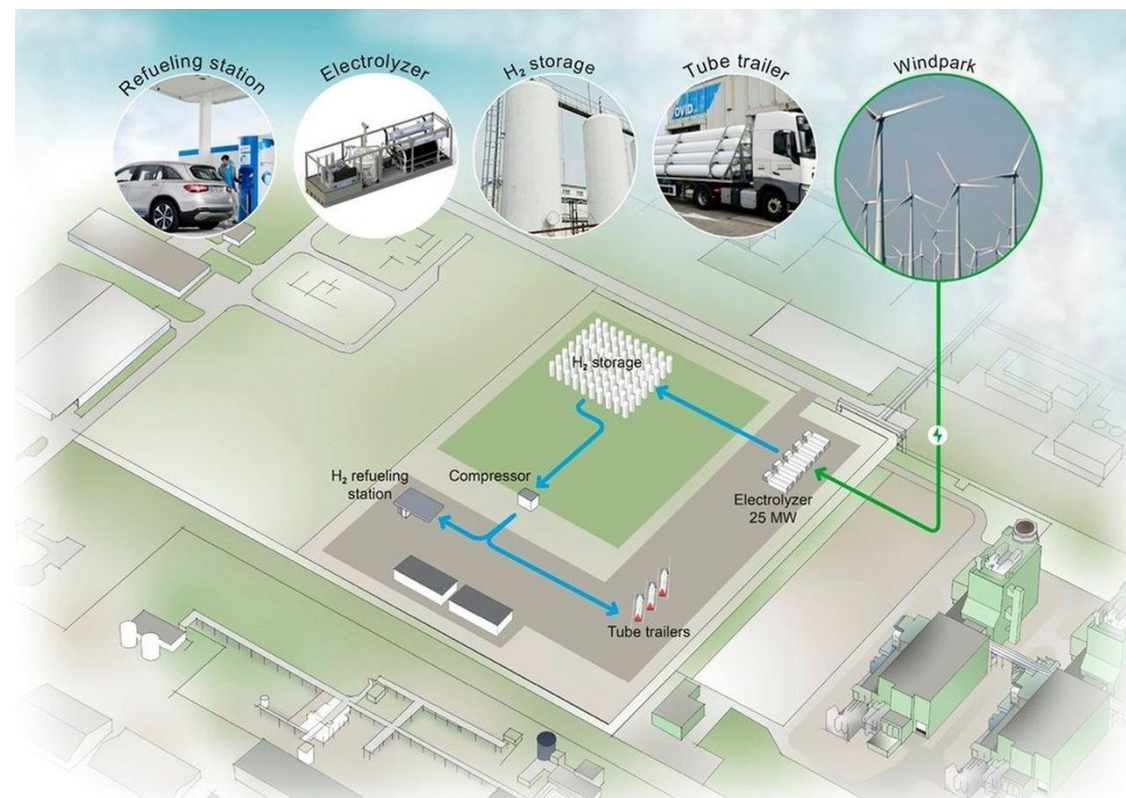 Refueling station
Electrolyzer
H₂ storage
Tube trailer
Windpark
OVID
H₂ storage
H₂ refueling
station
Compressor
Electrolyzer
25 MW
Tube trailers